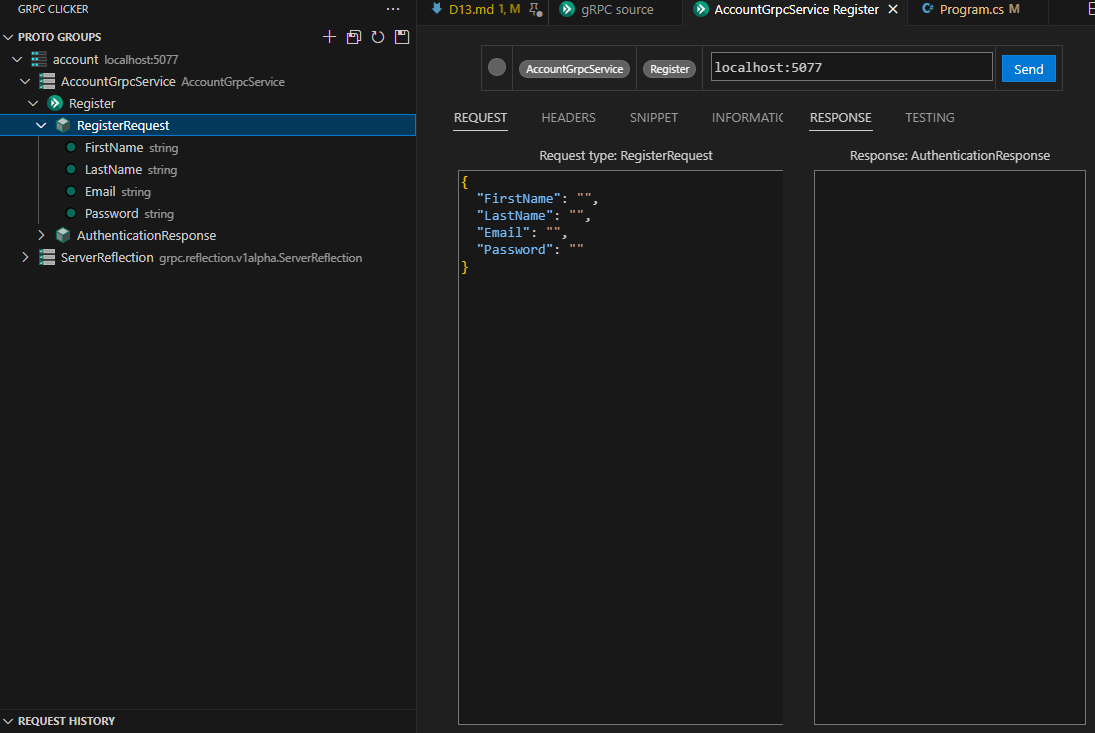 GRPC CLICKER ...
PROTO GROUPS
account localhost:5077
AccountGrpcService AccountGrpcService
Register
RegisterRequest
FirstName string
LastName string
Email string
Password string
AuthenticationResponse
ServerReflection grpc.reflection.v1alpha.ServerReflection
REQUEST HISTORY
D13.md 1, M
gRPC source
AccountGrpcService Register
C# Program.cs M
AccountGrpcService Register localhost:5077 Send
REQUEST HEADERS SNIPPET INFORMATIC
Request type: RegisterRequest
{
"FirstName": "",
"LastName": "",
"Email": "",
"Password": ""
}
RESPONSE TESTING
Response: AuthenticationResponse